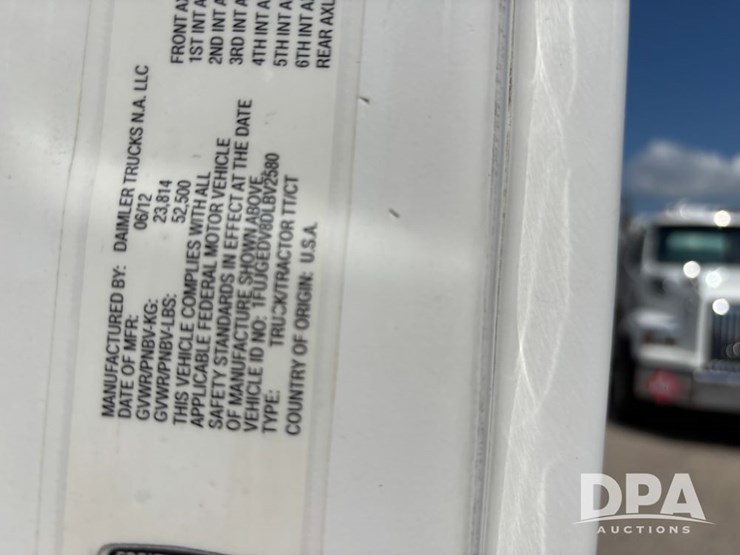 MANUFACTURED BY: DAIMLER TRUCKS N.A. LLC
DATE OF MFR: 06/12
GVWR/PNBV-KG: 23,814
GVWR/PNBV-LBS: 52,500
THIS VEHICLE COMPLIES WITH ALL
APPLICABLE FEDERAL MOTOR VEHICLE
SAFETY STANDARDS IN EFFECT AT THE DATE
OF MANUFACTURE SHOWN ABOVE
VEHICLE ID NO: 1FUJGEDV8DLBV2580
TYPE: TRUCK/TRACTOR TT/CT
COUNTRY OF ORIGIN: U.S.A.
FRONT AX
1ST INT A
2ND INT A
3RD INT A
4TH INT A
5TH INT A
6TH INT A
REAR AXL
DPA
AUCTIONS